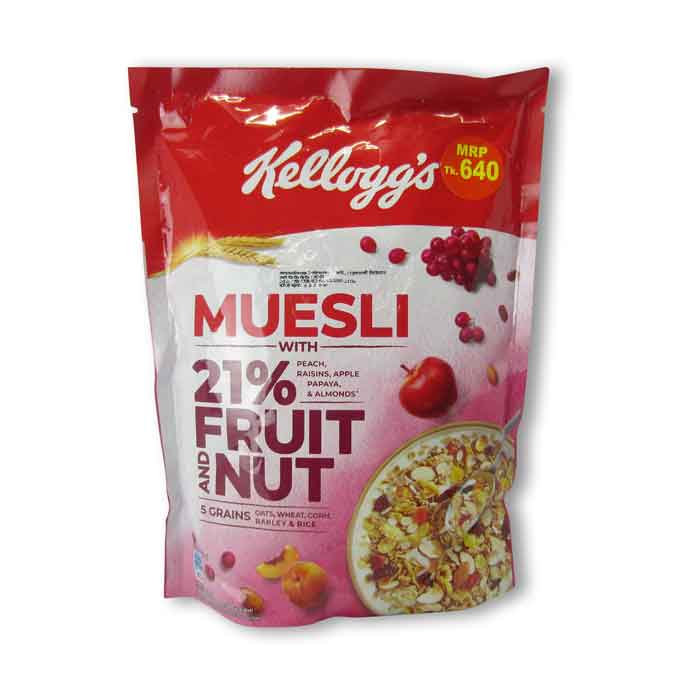 Kellogg's
MRP
Tk.640
MUESLI
WITH
21%
PEACH,
RAISINS, APPLE
PAPAYA,
& ALMONDS*
FRUIT
AND NUT
5 GRAINS
OATS, WHEAT, CORN,
BARLEY & RICE